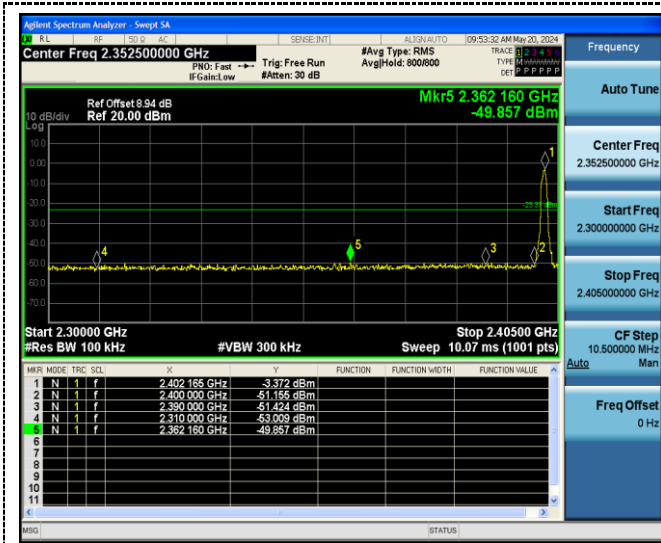 Agilent Spectrum Analyzer - Swept SA
RL RF 50 Ω AC SENSE:INT ALIGN AUTO 09:53:32 AM May 20, 2024
Center Freq 2.352500000 GHz
PNO: Fast
IFGain:Low
Trig: Free Run
#Atten: 30 dB
#Avg Type: RMS
Avg|Hold: 800/800
TRACE 1 2 3 4 5 6
TYPE M W W W W W
DET P P P P P P
Mkr5 2.362 160 GHz
-49.857 dBm
Ref Offset 8.94 dB
10 dB/div Ref 20.00 dBm
Log
10.0
0.00
-10.0
-20.0
-30.0
-40.0
-50.0
-60.0
-70.0
1
2
3
4
5
Start 2.30000 GHz Stop 2.40500 GHz
#Res BW 100 kHz #VBW 300 kHz Sweep 10.07 ms (1001 pts)
MKR MODE TRC SCL X Y FUNCTION FUNCTION WIDTH FUNCTION VALUE
1 N 1 f 2.402 165 GHz -3.372 dBm
2 N 1 f 2.400 000 GHz -51.155 dBm
3 N 1 f 2.390 000 GHz -51.424 dBm
4 N 1 f 2.310 000 GHz -53.009 dBm
5 N 1 f 2.362 160 GHz -49.857 dBm
6
7
8
9
10
11
MSG STATUS
Frequency
Auto Tune
Center Freq
2.352500000 GHz
Start Freq
2.300000000 GHz
Stop Freq
2.405000000 GHz
CF Step
10.500000 MHz
Auto Man
Freq Offset
0 Hz